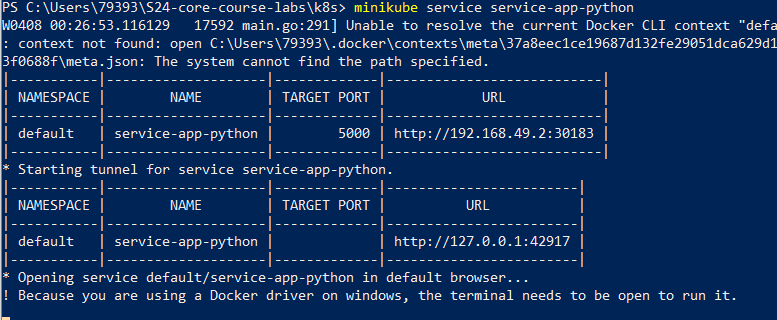 PS C:\Users\79393\S24-core-course-labs\k8s> minikube service service-app-python
W0408 00:26:53.116129   17592 main.go:291] Unable to resolve the current Docker CLI context "defa
: context not found: open C:\Users\79393\.docker\contexts\meta\37a8eec1ce19687d132fe29051dca629d1
3f0688f\meta.json: The system cannot find the path specified.
|-----------|--------------------|-------------|---------------------------|
| NAMESPACE |        NAME        | TARGET PORT |            URL            |
|-----------|--------------------|-------------|---------------------------|
| default   | service-app-python |        5000 | http://192.168.49.2:30183 |
|-----------|--------------------|-------------|---------------------------|
* Starting tunnel for service service-app-python.
|-----------|--------------------|-------------|------------------------|
| NAMESPACE |        NAME        | TARGET PORT |          URL           |
|-----------|--------------------|-------------|------------------------|
| default   | service-app-python |             | http://127.0.0.1:42917 |
|-----------|--------------------|-------------|------------------------|
* Opening service default/service-app-python in default browser...
! Because you are using a Docker driver on windows, the terminal needs to be open to run it.